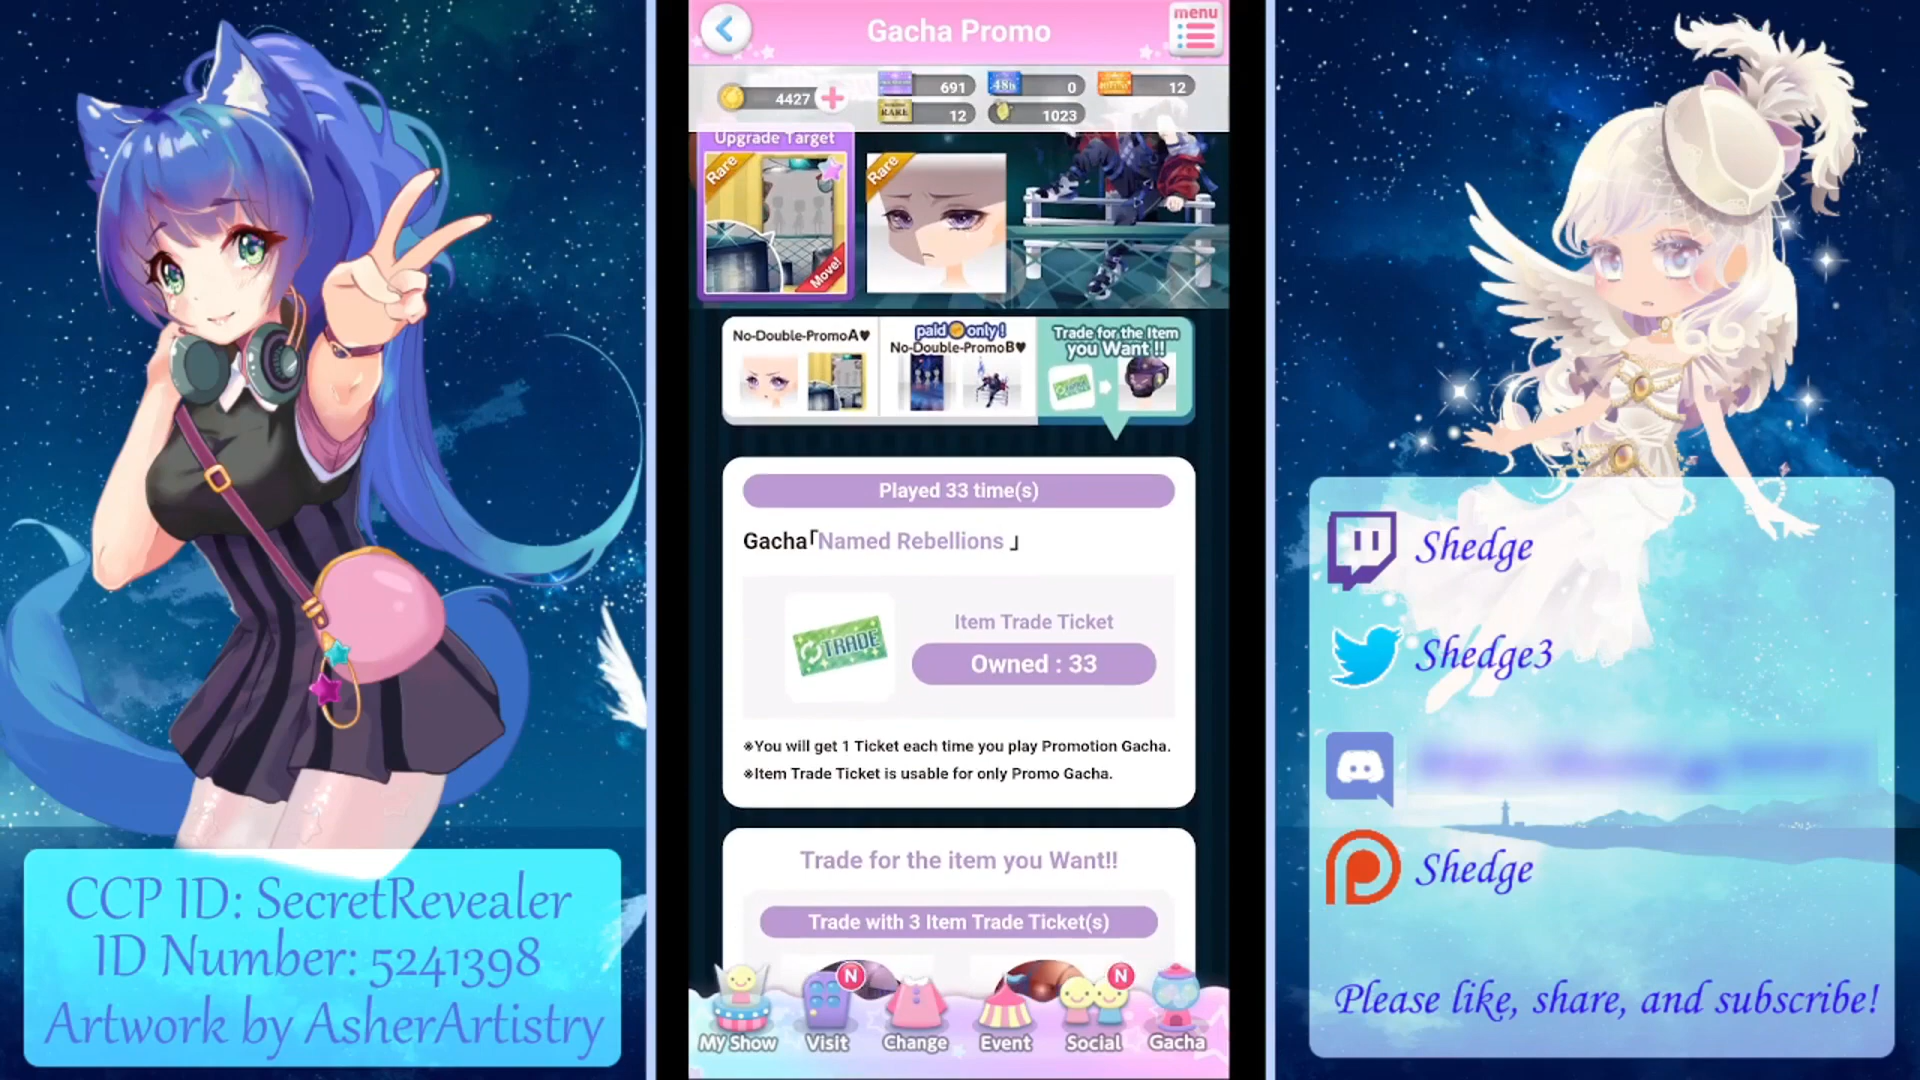 Gacha Promo
menu
4427
691
48h
0
12
RARE
12
1023
Upgrade Target
Rare
Move!
Rare
No-Double-PromoA♥
paid only!
No-Double-PromoB♥
Trade for the Item
you Want !!
Played 33 time(s)
Gacha「Named Rebellions 」
TRADE
Item Trade Ticket
Owned : 33
※You will get 1 Ticket each time you play Promotion Gacha.
※Item Trade Ticket is usable for only Promo Gacha.
Trade for the item you Want!!
Trade with 3 Item Trade Ticket(s)
N
N
My Show
Visit
Change
Event
Social
Gacha
CCP ID: SecretRevealer
ID Number: 5241398
Artwork by AsherArtistry
Shedge
Shedge3
Shedge
Please like, share, and subscribe!